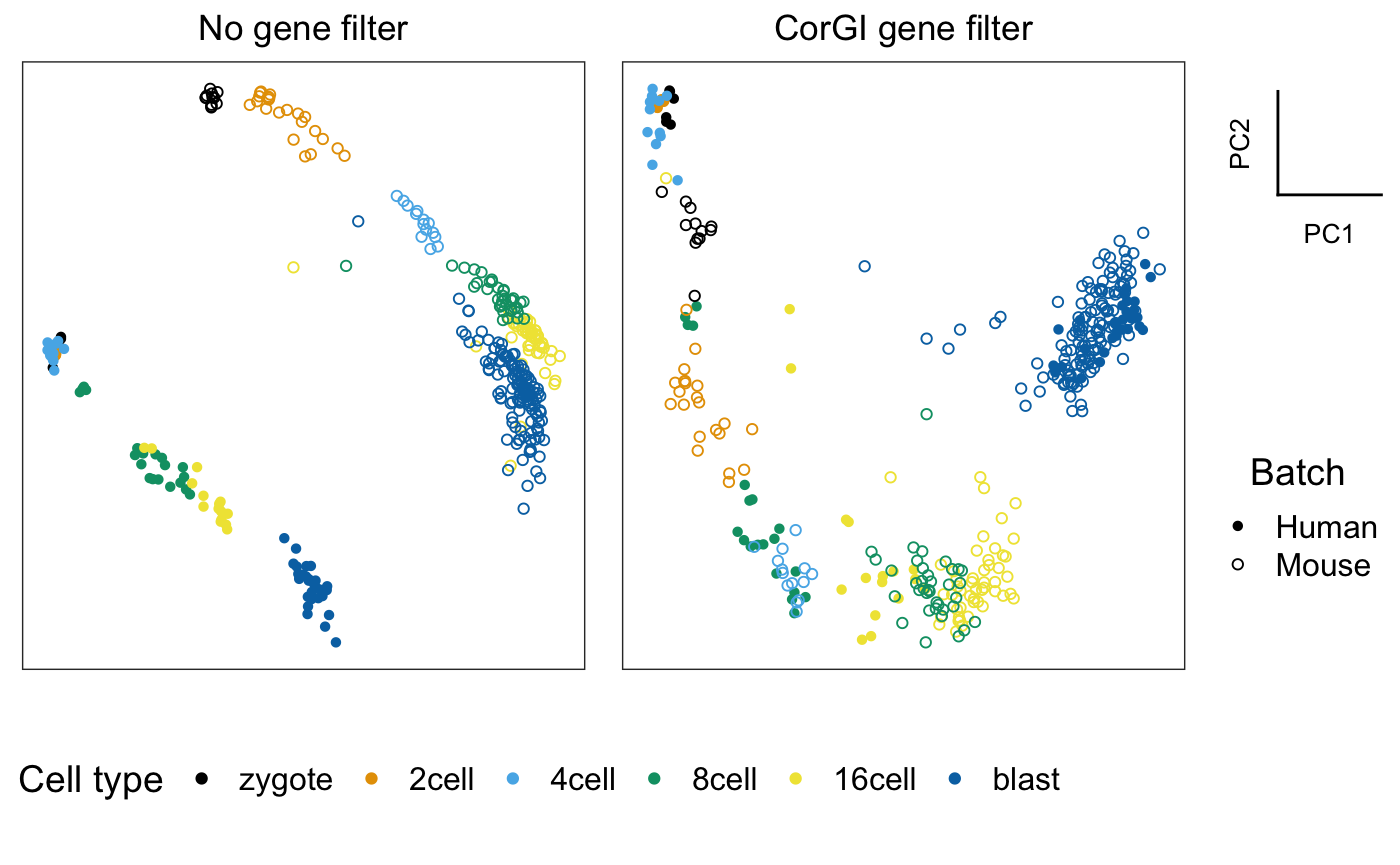 No gene filter
CorGI gene filter
PC2
PC1
Batch
Human
Mouse
Cell type
zygote
2cell
4cell
8cell
16cell
blast